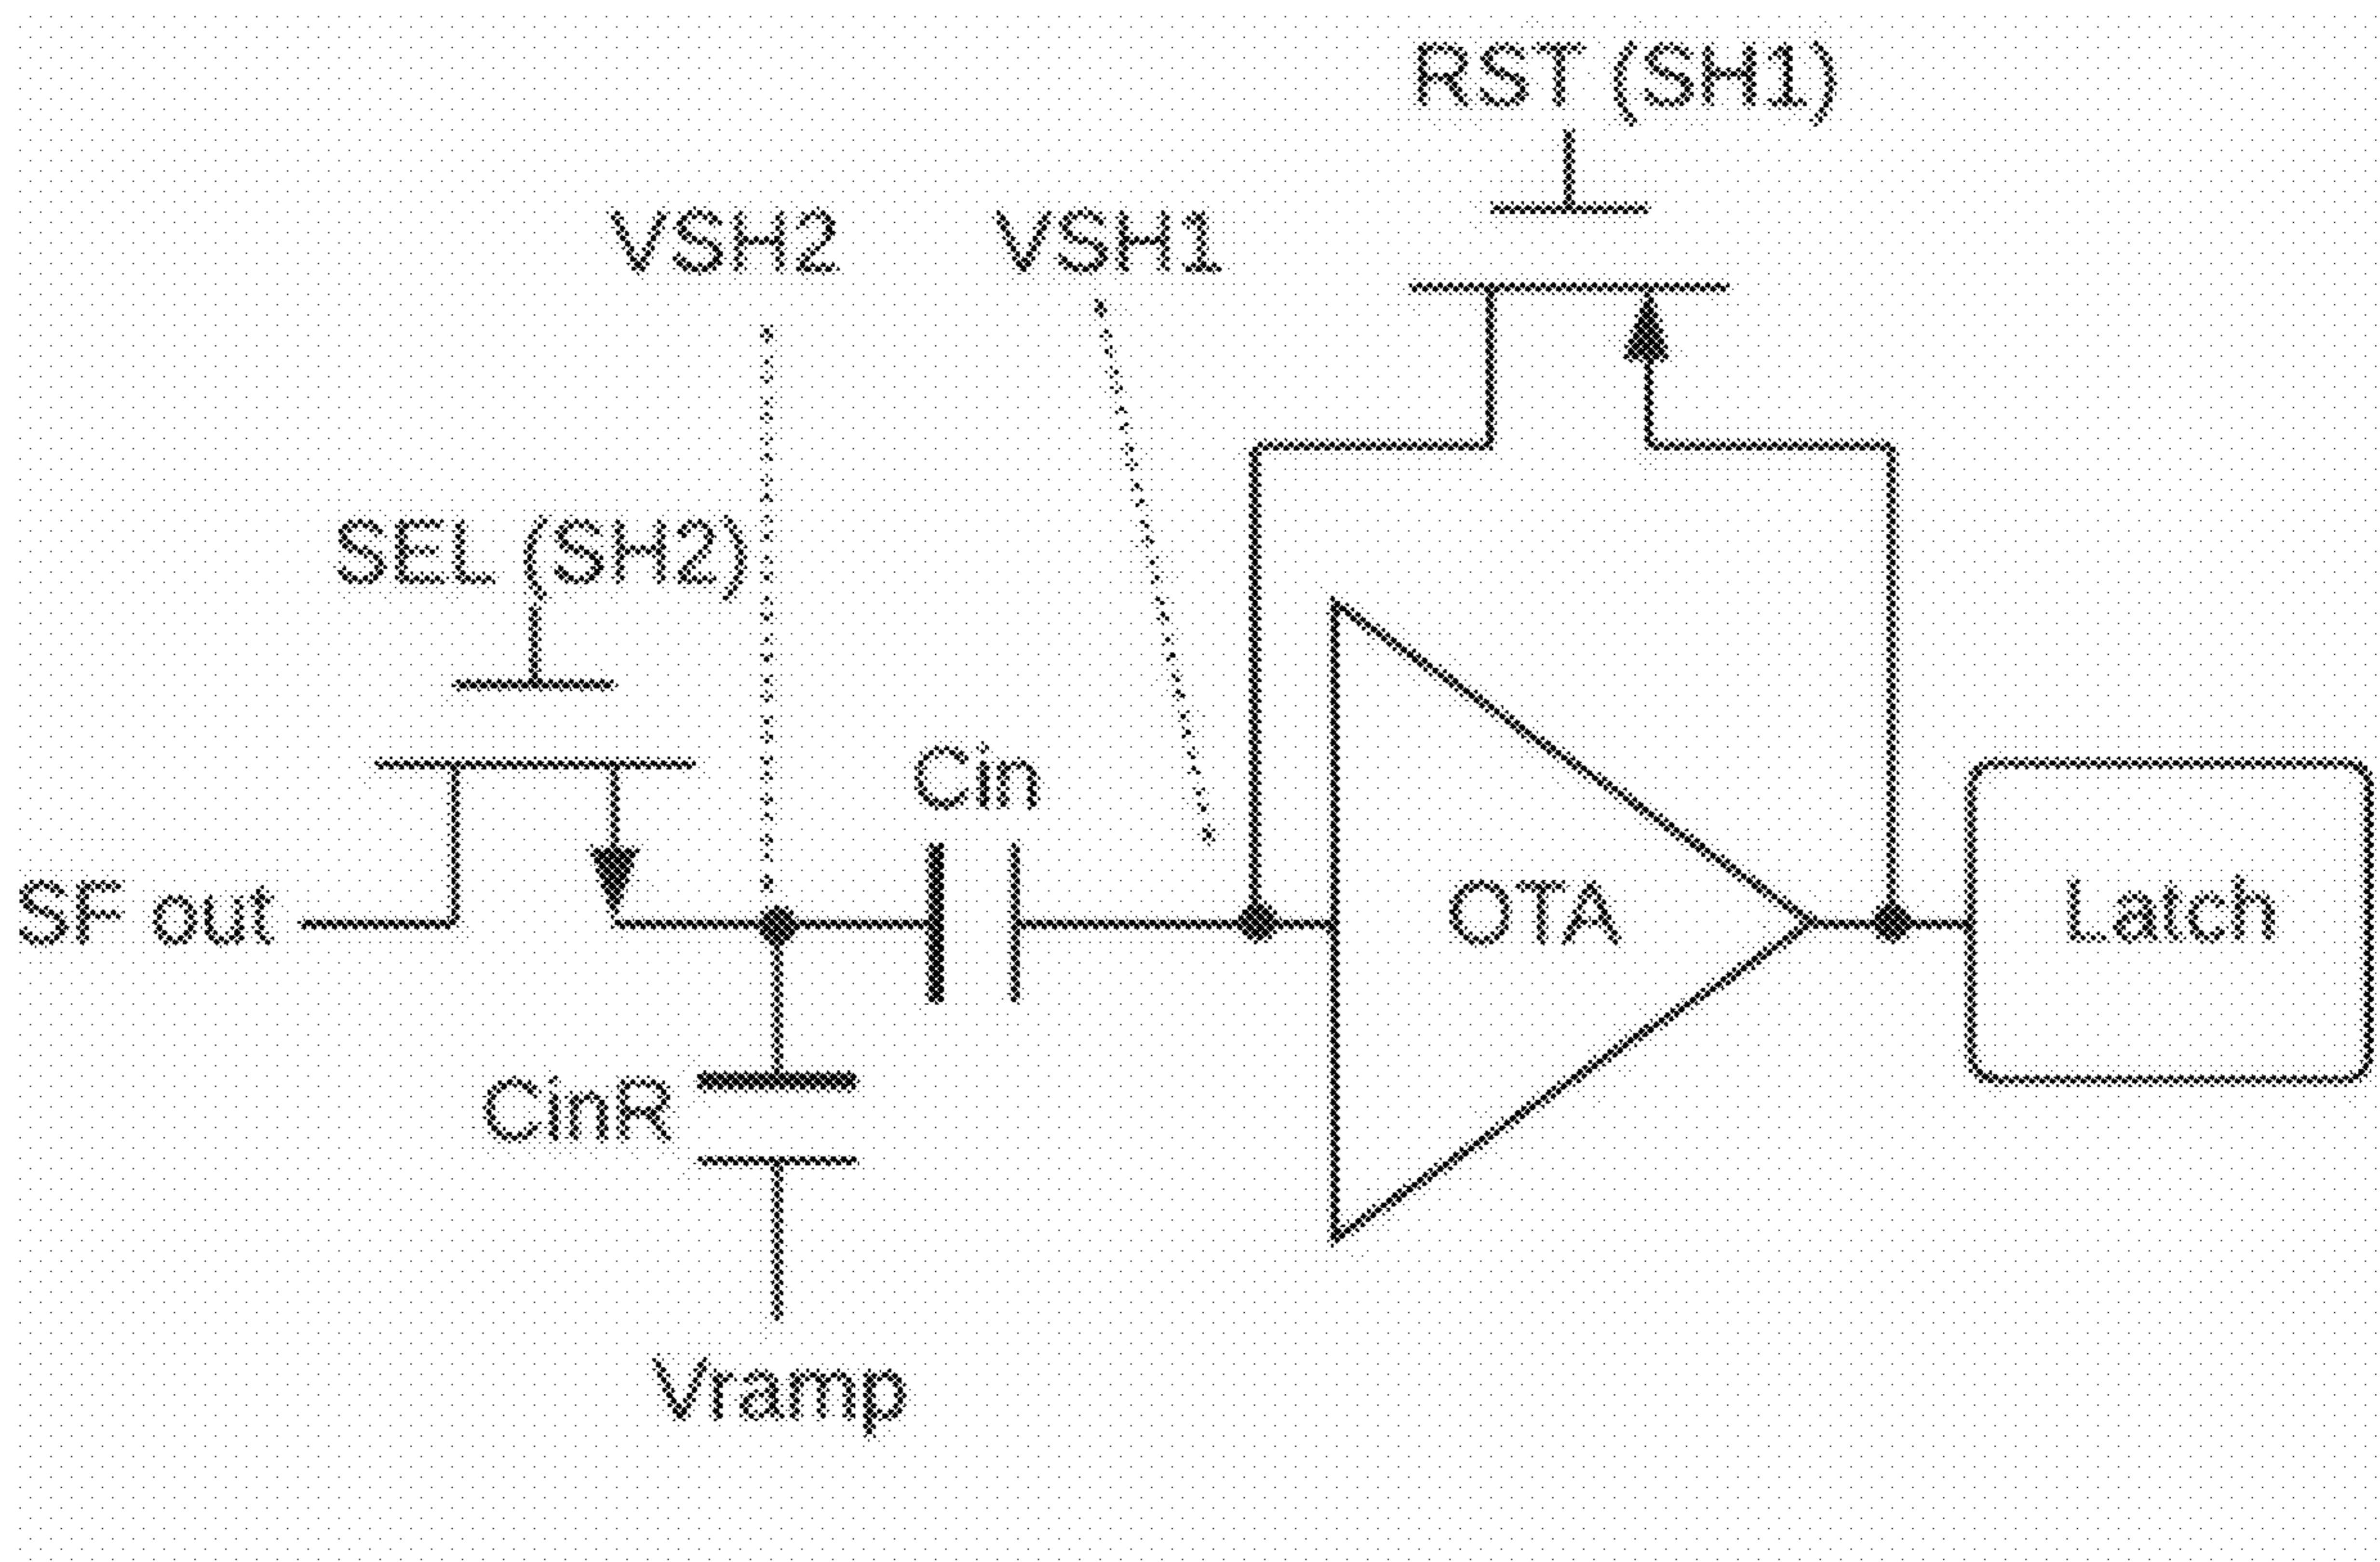 RST (SH1)
VSH2
VSH1
SEL (SH2)
Cin
SF out
OTA
Latch
CinR
Vramp